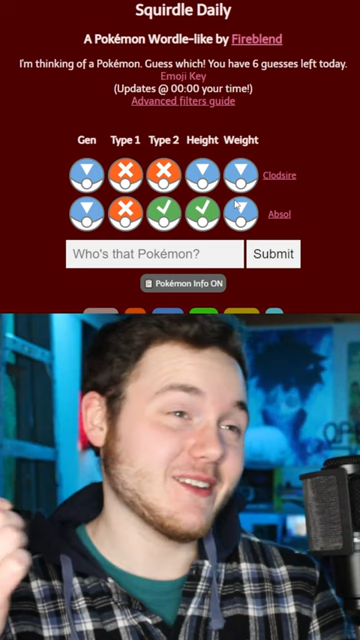 Squirdle Daily
A Pokémon Wordle-like by Fireblend
I'm thinking of a Pokémon. Guess which! You have 6 guesses left today.
Emoji Key
(Updates @ 00:00 your time!)
Advanced filters guide
Gen Type 1 Type 2 Height Weight
Clodsire
Absol
Who's that Pokémon? Submit
Pokémon Info ON